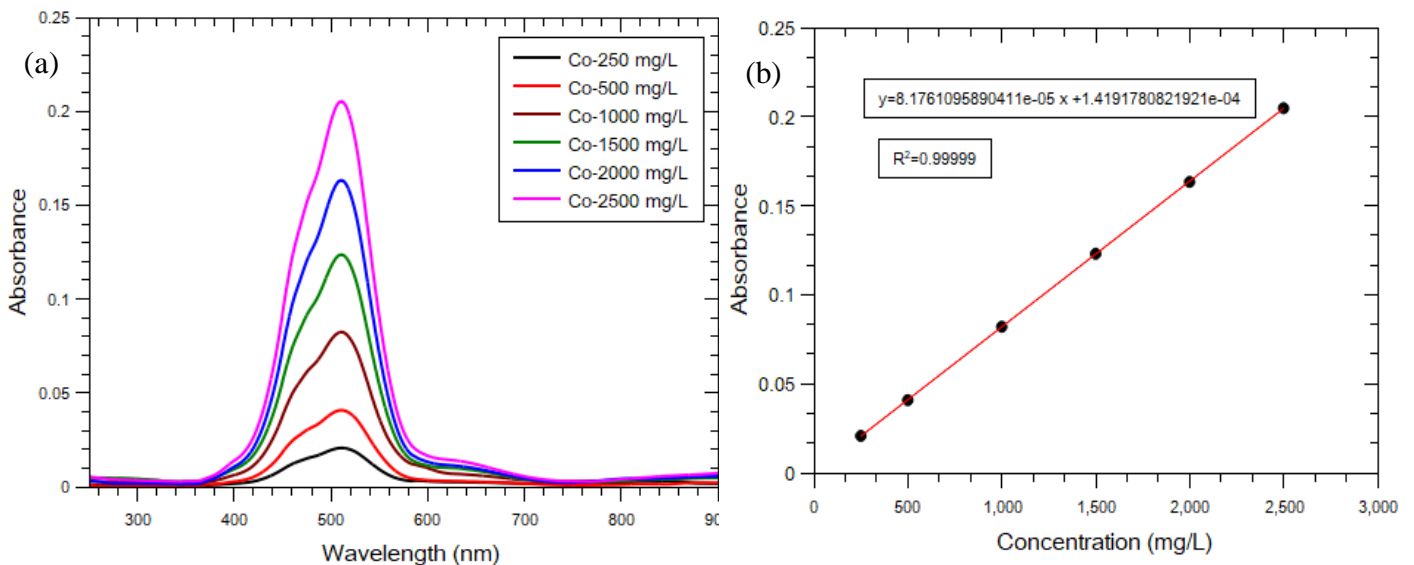 (a)
Absorbance
0.25
0.2
0.15
0.1
0.05
0
Co-250 mg/L
Co-500 mg/L
Co-1000 mg/L
Co-1500 mg/L
Co-2000 mg/L
Co-2500 mg/L
300 400 500 600 700 800 90
Wavelength (nm)
(b)
Absorbance
0.25
0.2
0.15
0.1
0.05
0
y=8.1761095890411e-05 x +1.4191780821921e-04
R²=0.99999
0 500 1,000 1,500 2,000 2,500 3,000
Concentration (mg/L)